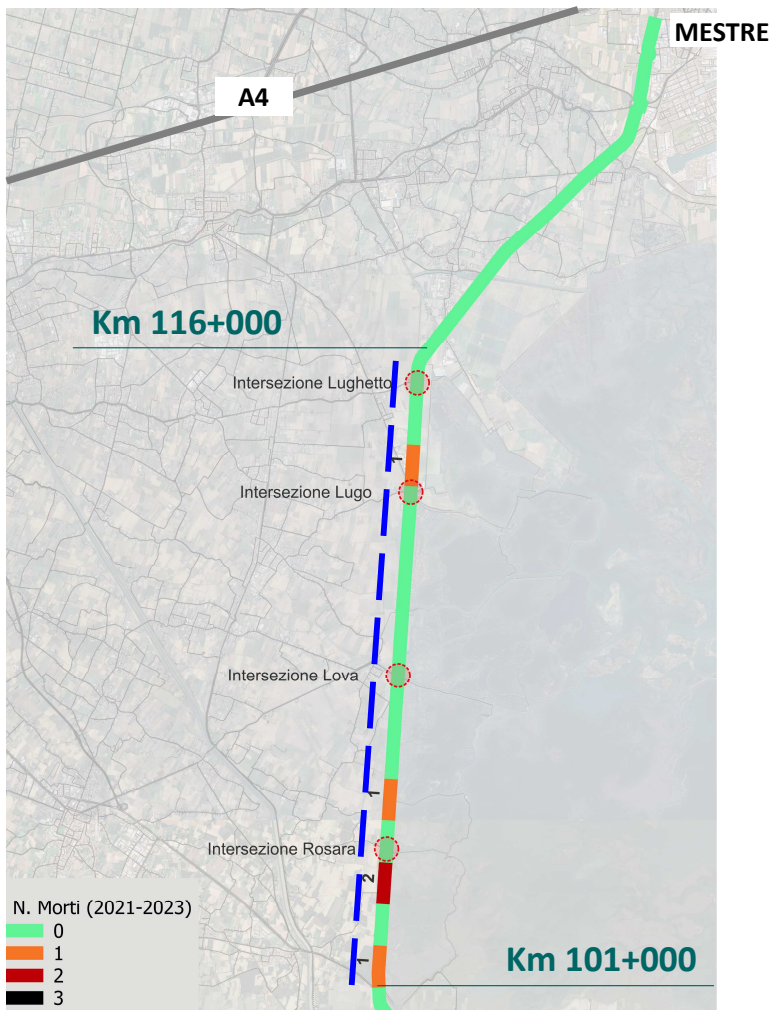 MESTRE
A4
Km 116+000
Intersezione Lughetto
1
Intersezione Lugo
Intersezione Lova
1
Intersezione Rosara
2
N. Morti (2021-2023)
0
1
2
3
1
Km 101+000